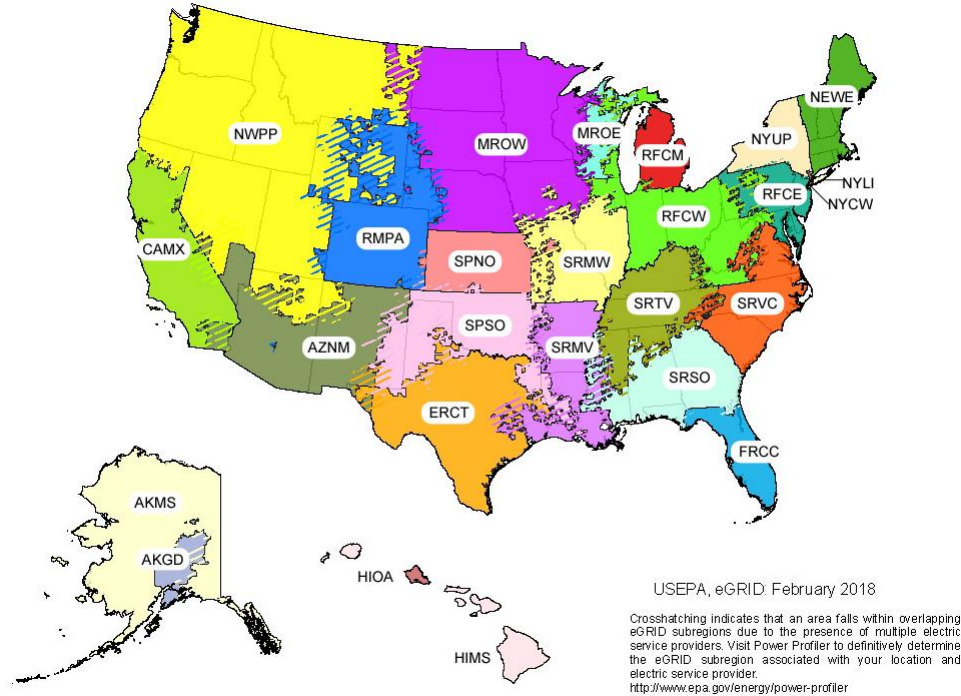 NEWE
NWPP
MROW
MROE
NYUP
RFCM
NYLI
RFCE
NYCW
RFCW
RMPA
CAMX
SPNO
SRMW
SRTV
SRVC
SPSO
AZNM
SRMV
SRSO
ERCT
FRCC
AKMS
AKGD
HIOA
HIMS
USEPA, eGRID: February 2018
Crosshatching indicates that an area falls within overlapping
eGRID subregions due to the presence of multiple electric
service providers. Visit Power Profiler to definitively determine
the eGRID subregion associated with your location and
electric service provider.
http://www.epa.gov/energy/power-profiler